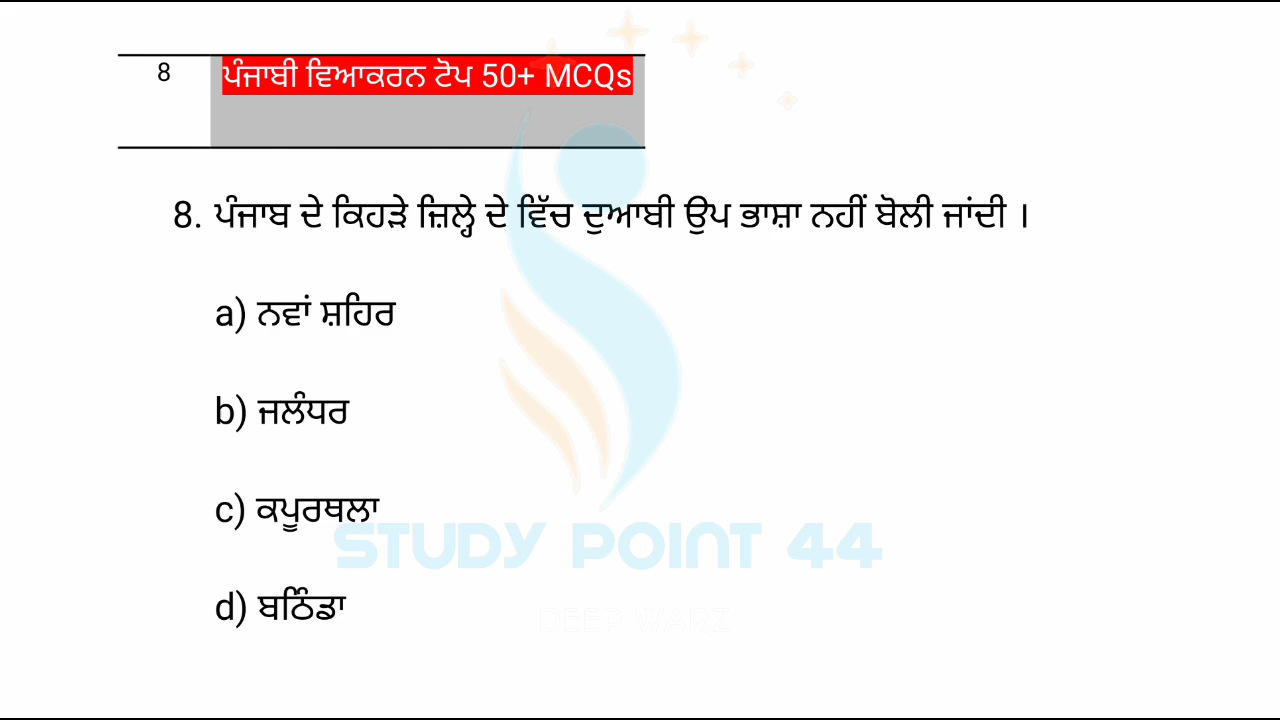 8
ਪੰਜਾਬੀ ਵਿਆਕਰਨ ਟੋਪ 50+ MCQs
8. ਪੰਜਾਬ ਦੇ ਕਿਹੜੇ ਜ਼ਿਲ੍ਹੇ ਦੇ ਵਿੱਚ ਦੁਆਬੀ ਉਪ ਭਾਸ਼ਾ ਨਹੀਂ ਬੋਲੀ ਜਾਂਦੀ ।
a) ਨਵਾਂ ਸ਼ਹਿਰ
b) ਜਲੰਧਰ
c) ਕਪੂਰਥਲਾ
STUDY POINT 44
d) ਬਠਿੰਡਾ
DEEP WARZ